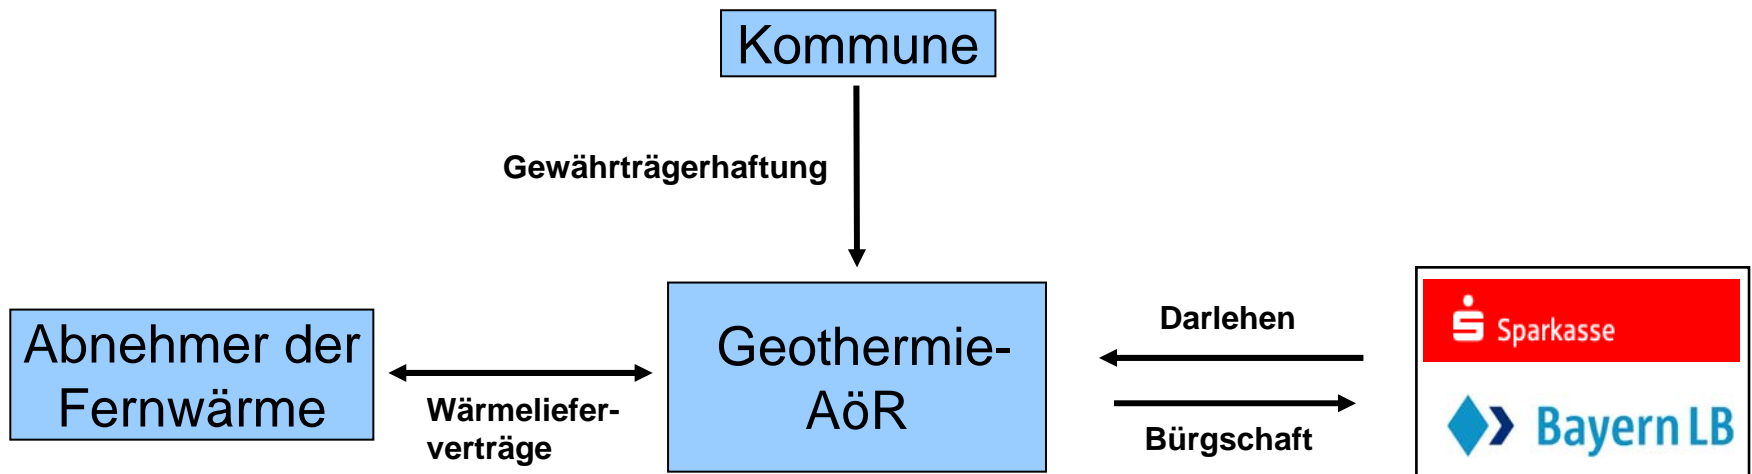 Kommune
Gewährträgerhaftung
Abnehmer der
Fernwärme
Wärmeliefer-
verträge
Geothermie-
AöR
Darlehen
Bürgschaft
Sparkasse
Bayern LB